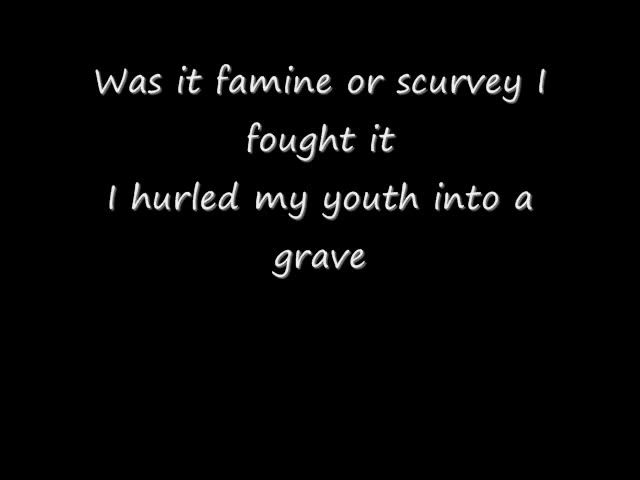 Was it famine or scurvey I
fought it
I hurled my youth into a
grave